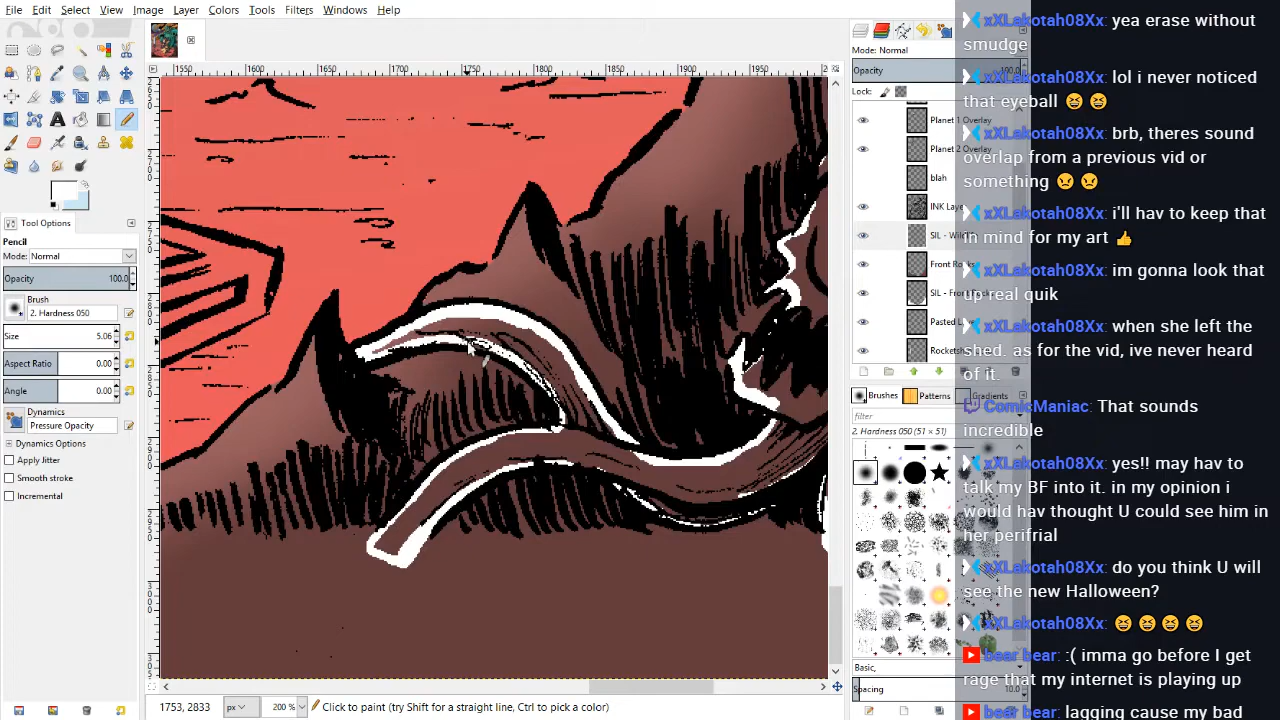 File Edit Select View Image Layer Colors Tools Filters Windows Help
Tool Options
Pencil
Mode: Normal
Opacity 100.0
Brush
2. Hardness 050
Size 5.06
Aspect Ratio 0.00
Angle 0.00
Dynamics
Pressure Opacity
Dynamics Options
Apply Jitter
Smooth stroke
Incremental
1550 1600 1650 1700 1750 1800 1850 1900 1950
1753, 2833 px 200 % Click to paint (try Shift for a straight line, Ctrl to pick a color)
Mode: Normal
Opacity 100.0
Lock:
Planet 1 Overlay
Planet 2 Overlay
blah
INK Laye
SIL - Wi
Front Ro
SIL - Fron
Pasted L
Rocketsh
Brushes Patterns Gradients
filter
2. Hardness 050 (51 × 51)
Basic,
Spacing 10.0
xXLakotah08Xx: yea erase without
smudge
xXLakotah08Xx: lol i never noticed
that eyeball 😆 😆
xXLakotah08Xx: brb, theres sound
overlap from a previous vid or
something 😡 😡
xXLakotah08Xx: i'll hav to keep that
in mind for my art 👍
xXLakotah08Xx: im gonna look that
up real quik
xXLakotah08Xx: when she left the
shed. as for the vid, ive never heard
of it.
ComicManiac: That sounds
incredible
xXLakotah08Xx: yes!! may hav to
talk my BF into it. in my opinion i
would hav thought U could see him in
her perifrial
xXLakotah08Xx: do you think U will
see the new Halloween?
xXLakotah08Xx: 😆 😆 😆 😆
bear bear: :( imma go before I get
rage that my internet is playing up
bear bear: lagging cause my bad